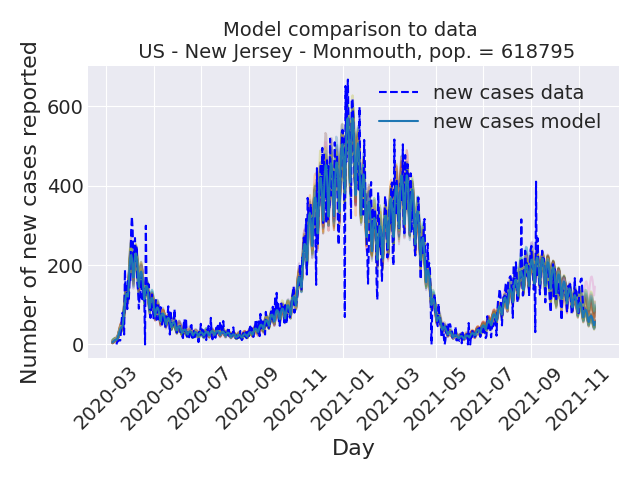 Model comparison to data
US - New Jersey - Monmouth, pop. = 618795
new cases data
new cases model
Number of new cases reported
600
400
200
0
2020-03
2020-05
2020-07
2020-09
2020-11
2021-01
2021-03
2021-05
2021-07
2021-09
2021-11
Day